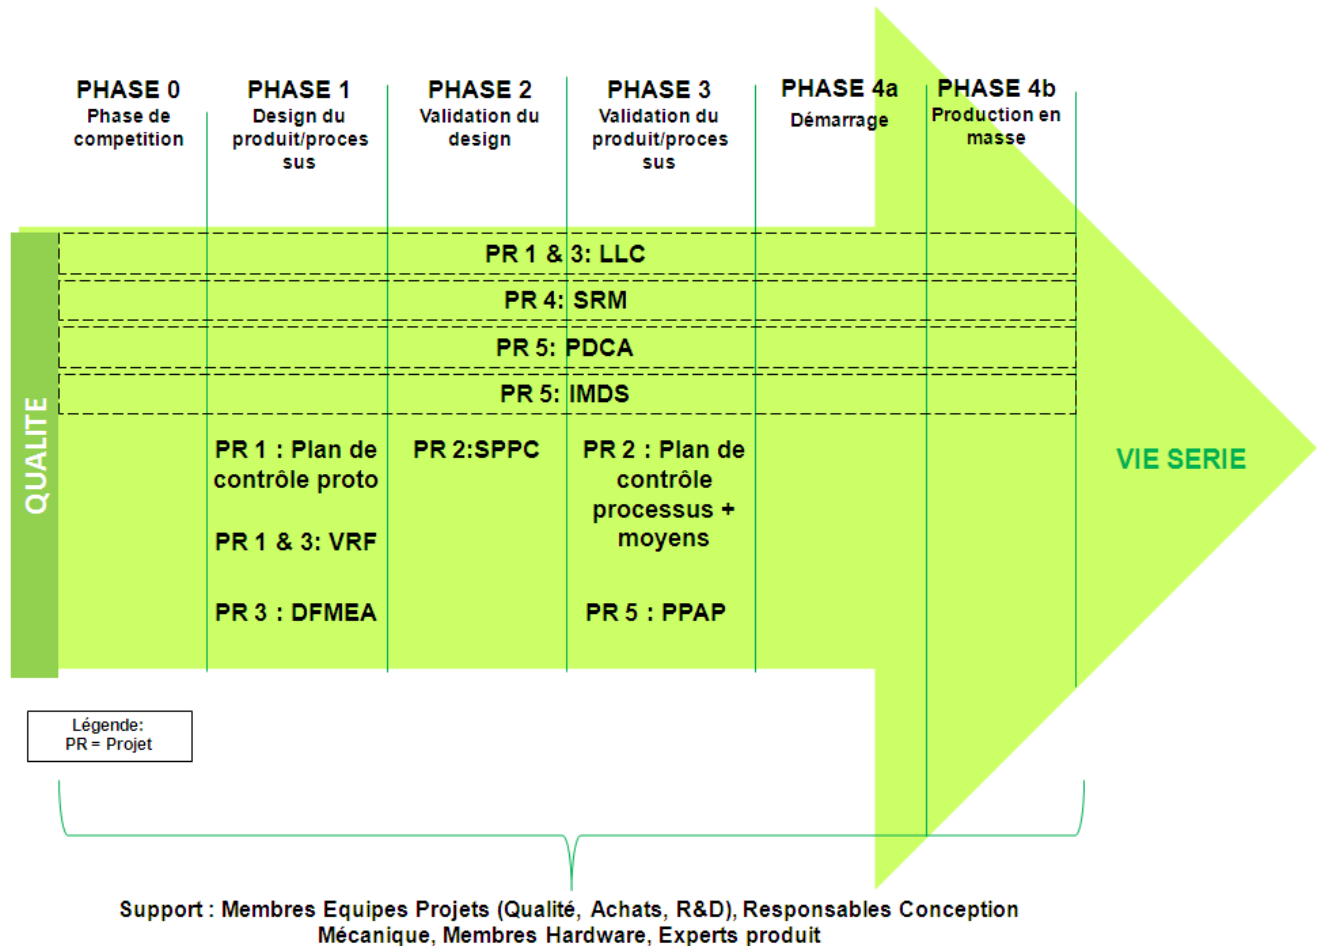 PHASE 0
Phase de
competition
PHASE 1
Design du
produit/proces
sus
PHASE 2
Validation du
design
PHASE 3
Validation du
produit/proces
sus
PHASE 4a
Démarrage
PHASE 4b
Production en
masse
QUALITE
PR 1 & 3: LLC
PR 4: SRM
PR 5: PDCA
PR 5: IMDS
PR 1 : Plan de
contrôle proto
PR 1 & 3: VRF
PR 3 : DFMEA
PR 2:SPPC
PR 2 : Plan de
contrôle
processus +
moyens
PR 5 : PPAP
VIE SERIE
Légende:
PR = Projet
Support : Membres Equipes Projets (Qualité, Achats, R&D), Responsables Conception
Mécanique, Membres Hardware, Experts produit